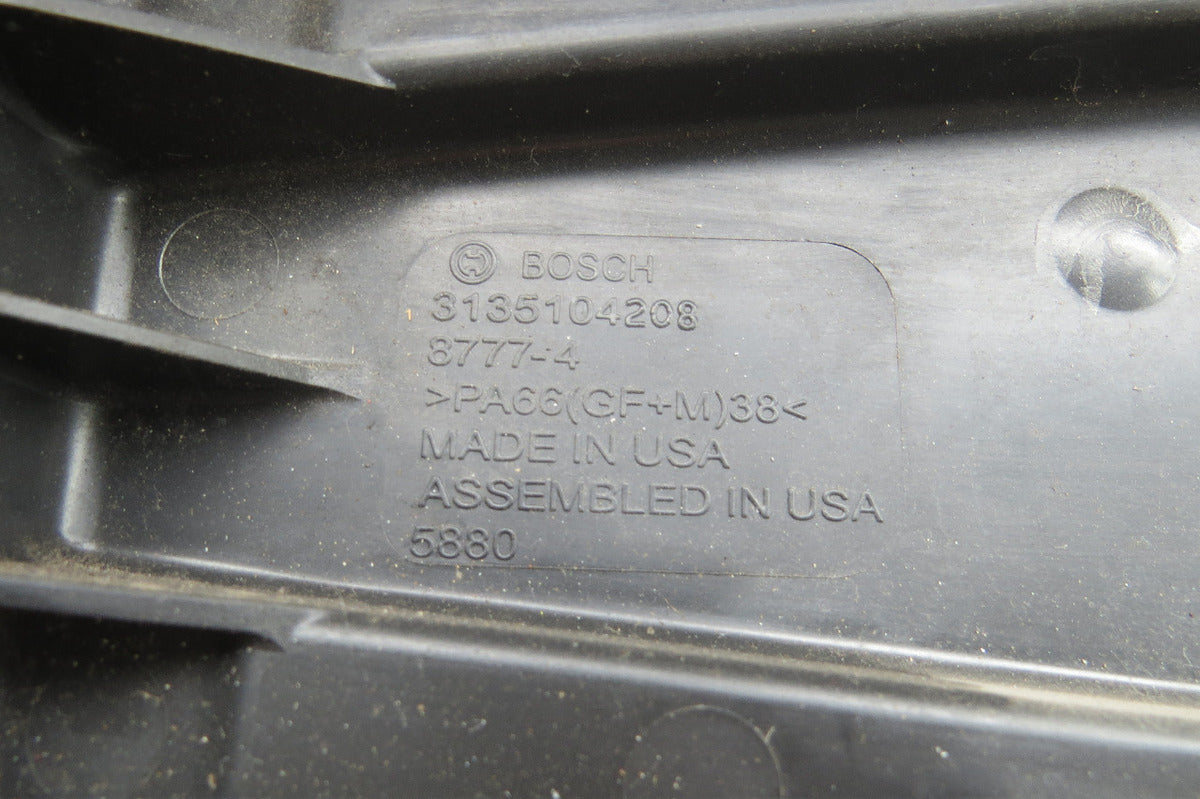 BOSCH
3135104208
8777-4
>PA66(GF+M)38<
MADE IN USA
ASSEMBLED IN USA
5880